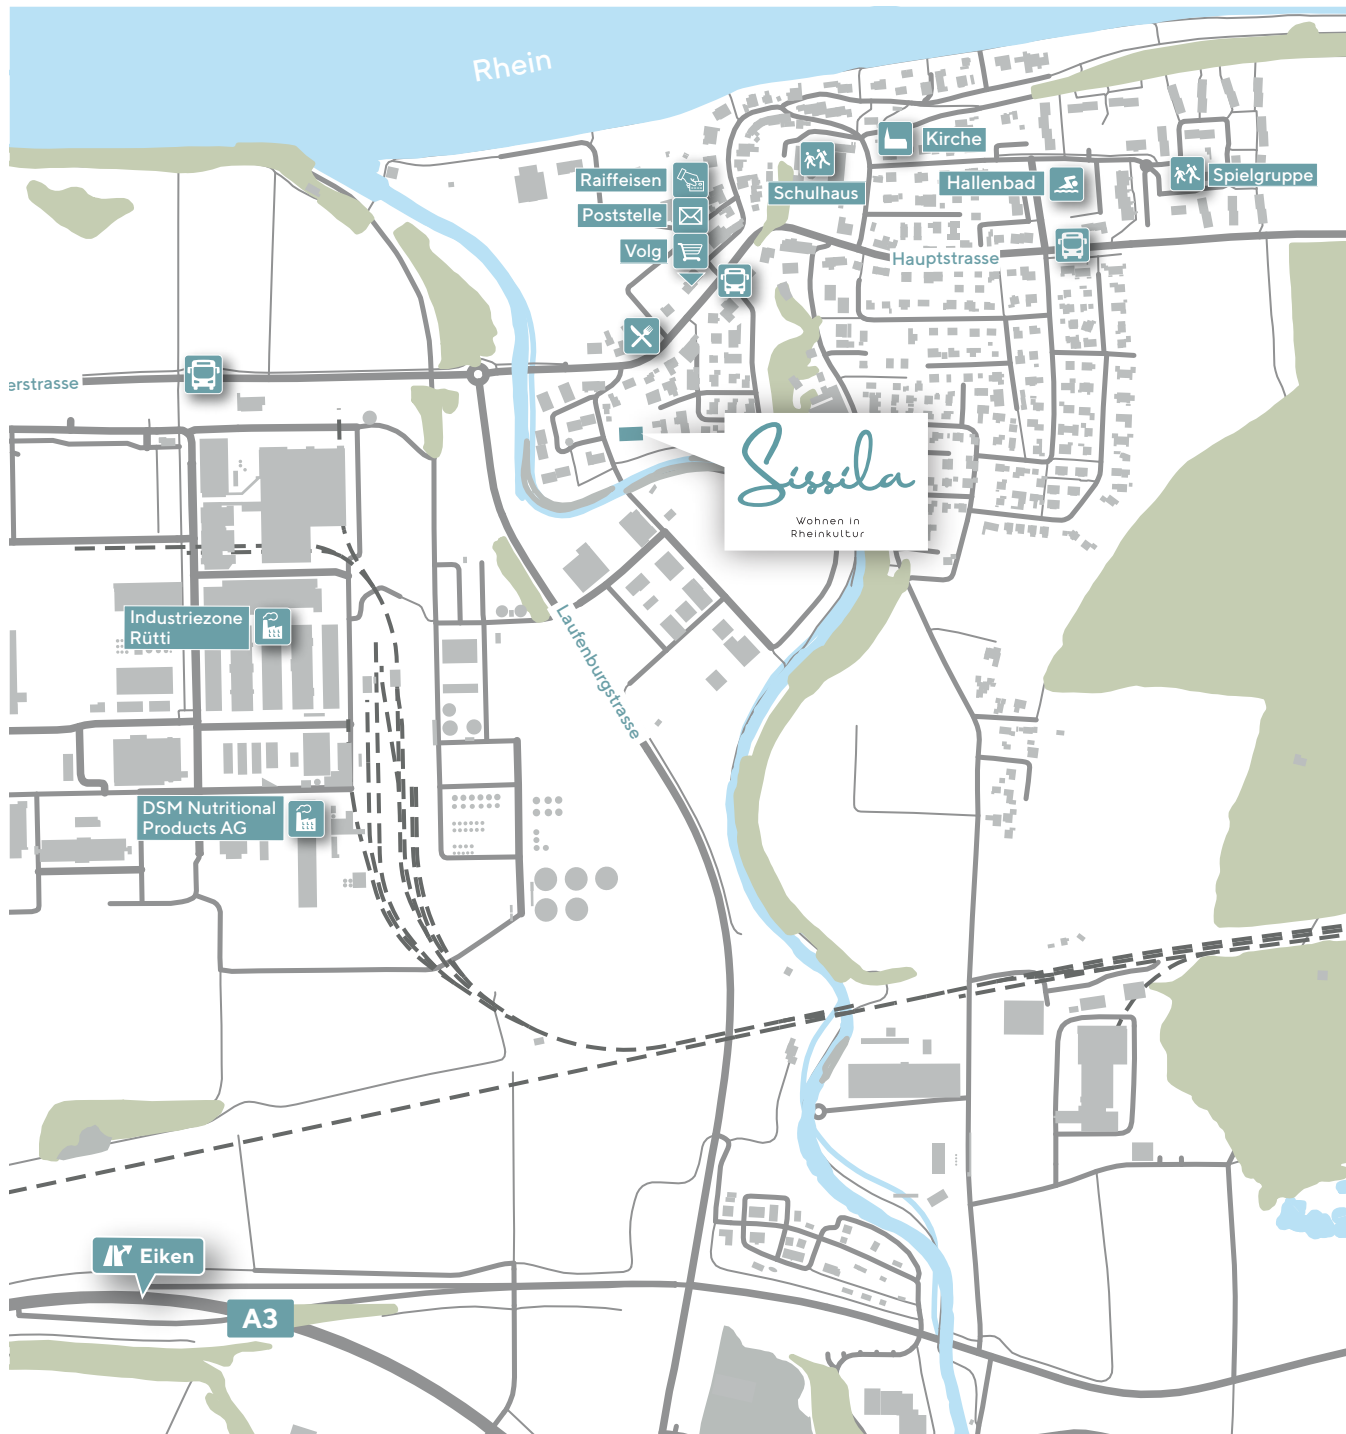 Rhein
Kirche
Raiffeisen
Schulhaus
Hallenbad
Spielgruppe
Poststelle
Volg
Hauptstrasse
erstrasse
Sissila
Wohnen in
Rheinkultur
Industriezone
Rütti
Laufenburgstrasse
DSM Nutritional
Products AG
Eiken
A3